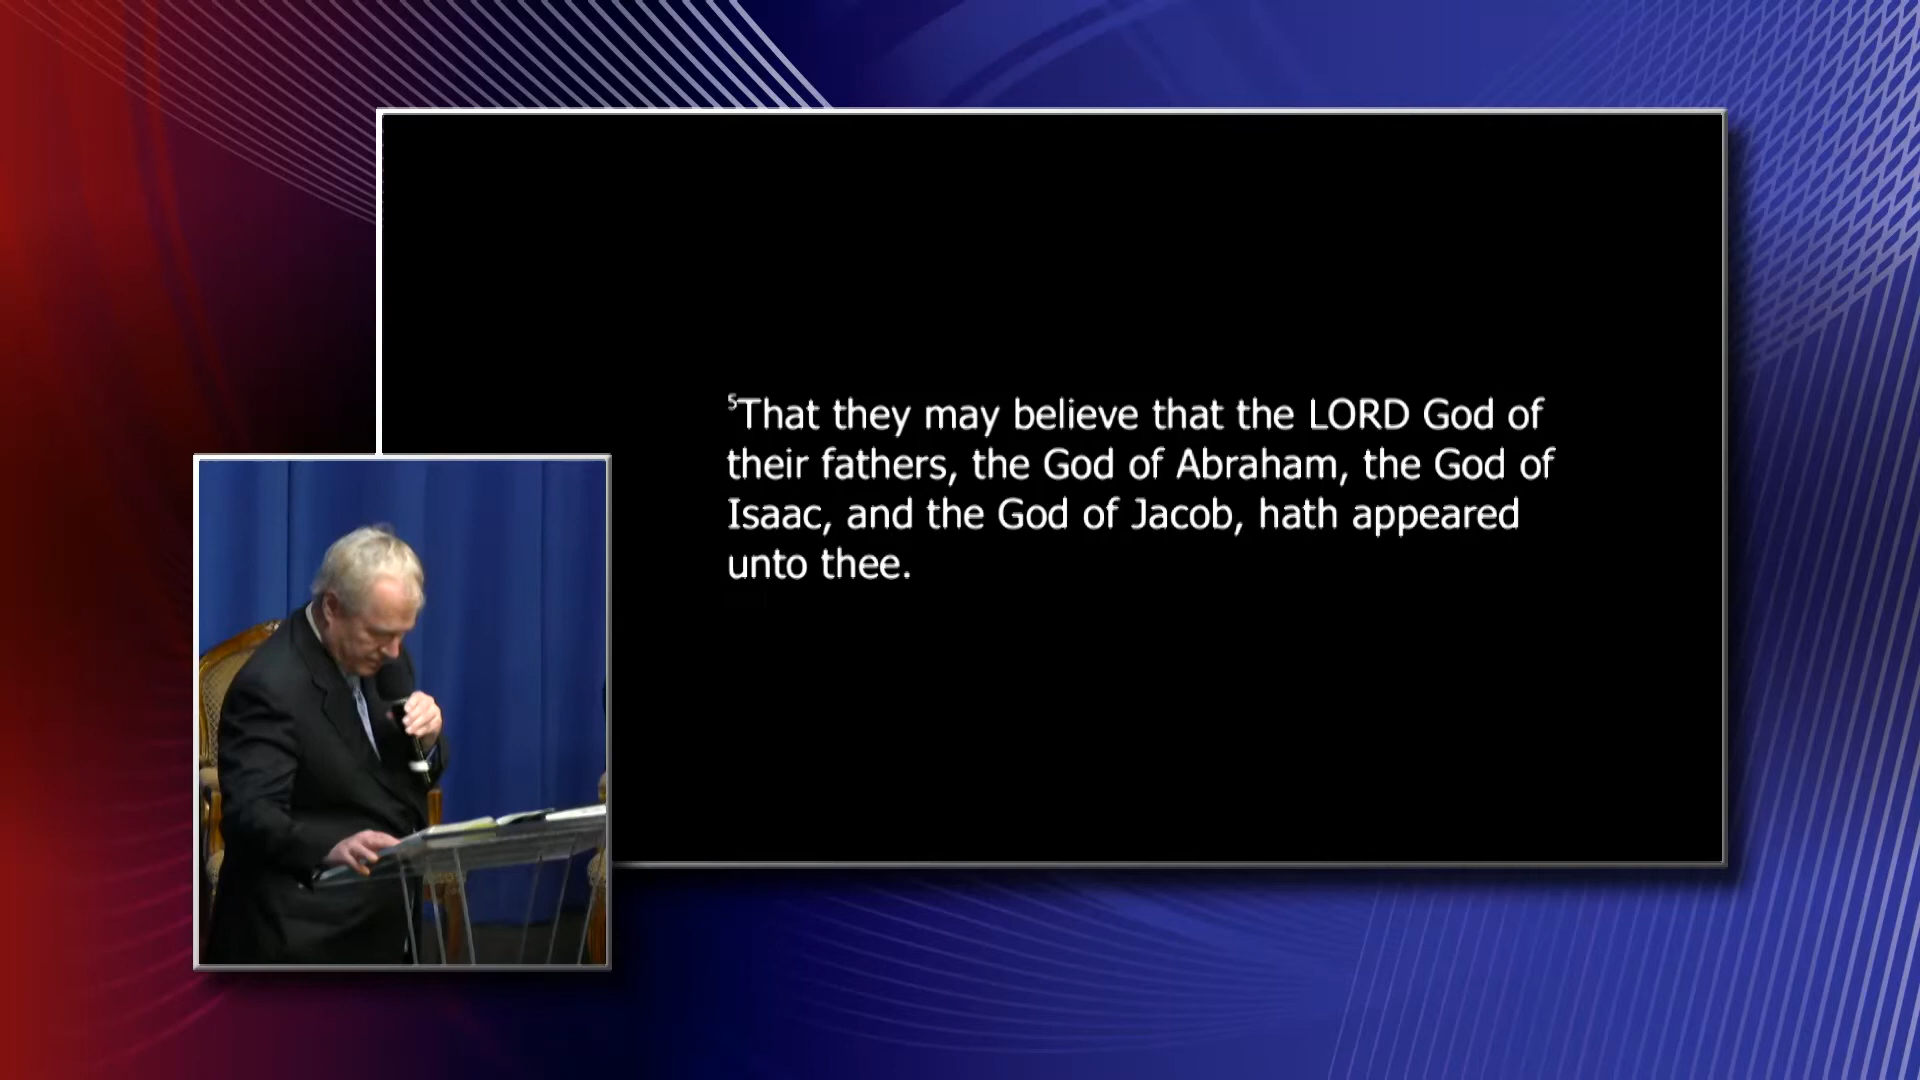 ⁵That they may believe that the LORD God of
their fathers, the God of Abraham, the God of
Isaac, and the God of Jacob, hath appeared
unto thee.